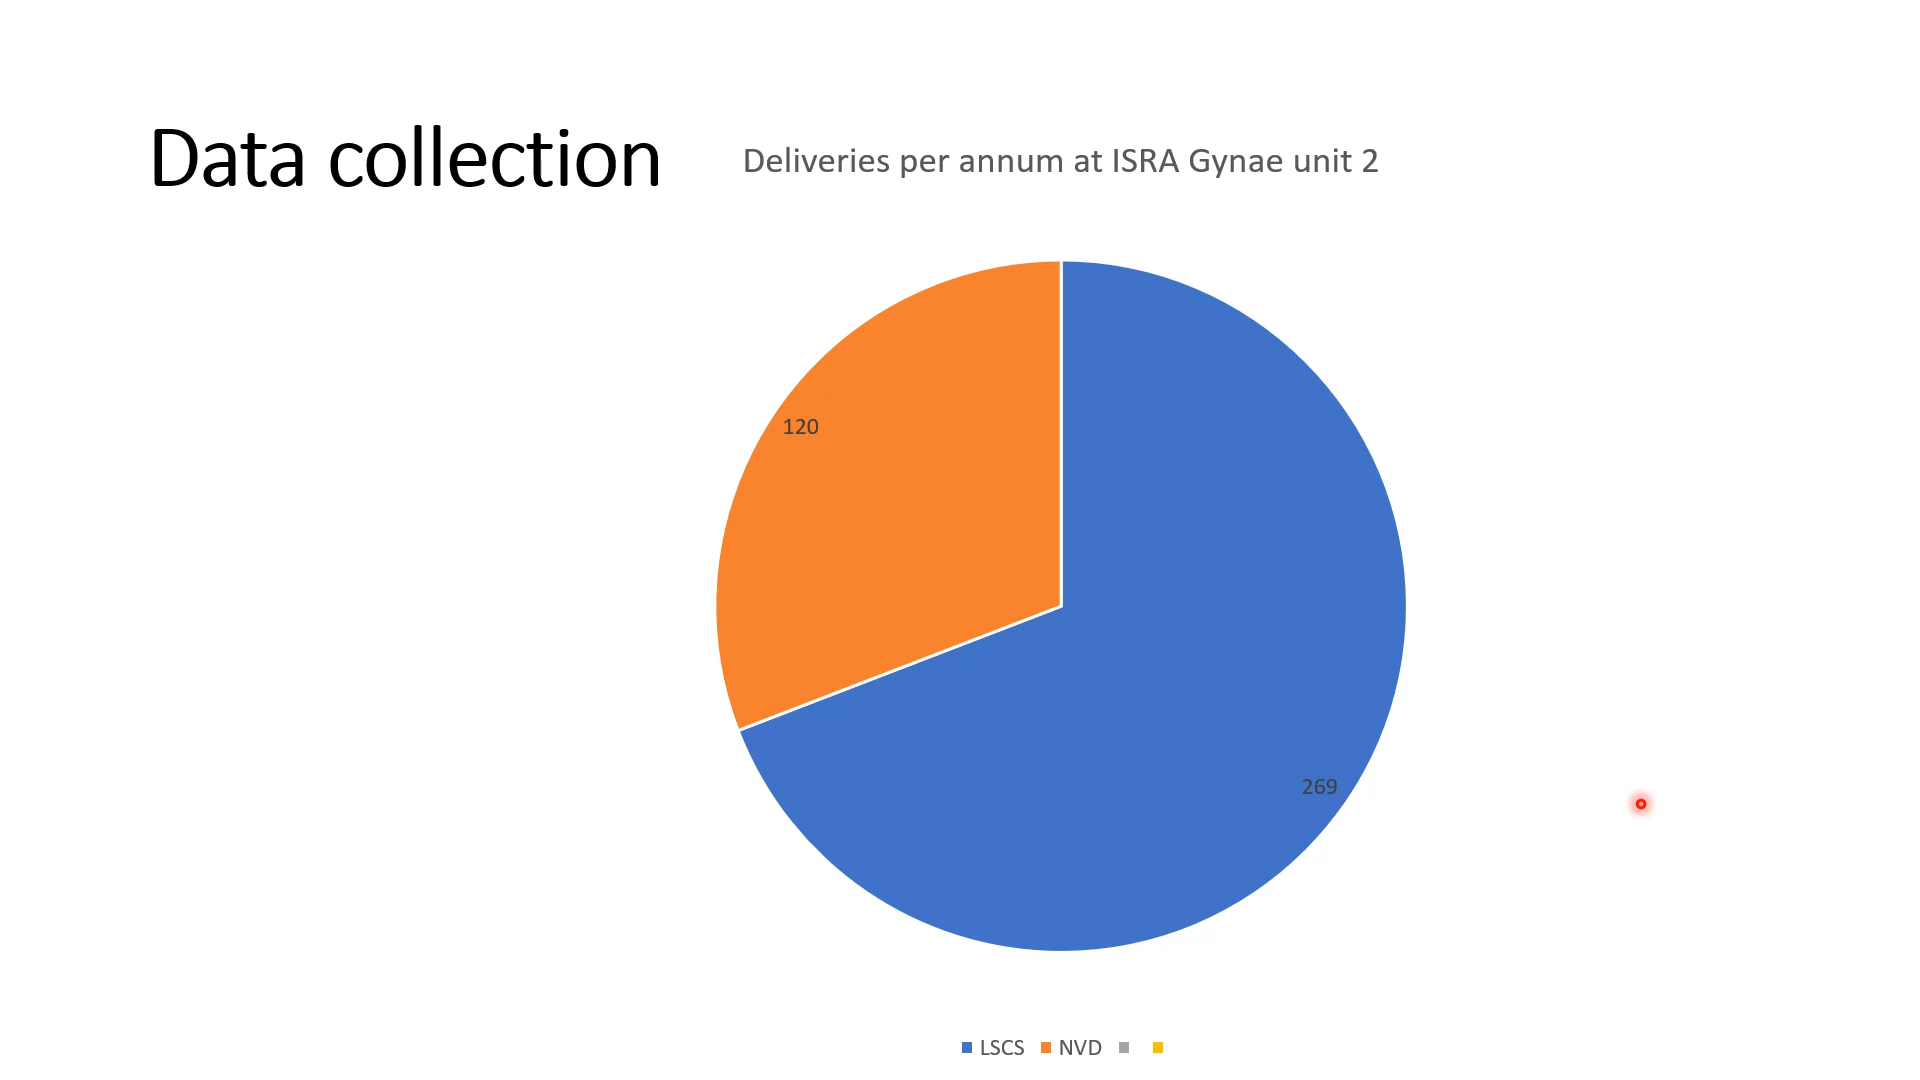 Data collection
Deliveries per annum at ISRA Gynae unit 2
120
269
LSCS NVD